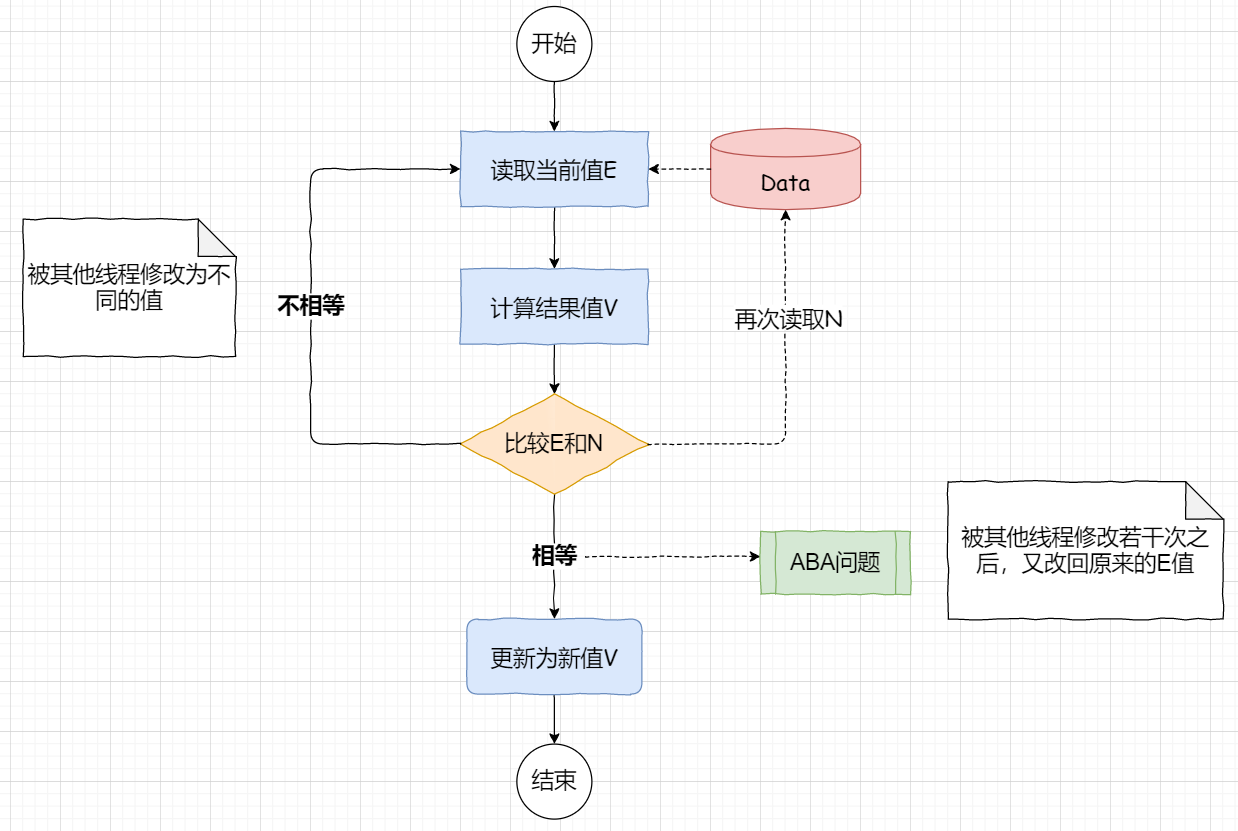 开始
读取当前值E
Data
被其他线程修改为不
同的值
不相等
计算结果值V
再次读取N
比较E和N
相等
ABA问题
被其他线程修改若干次之
后，又改回原来的E值
更新为新值V
结束